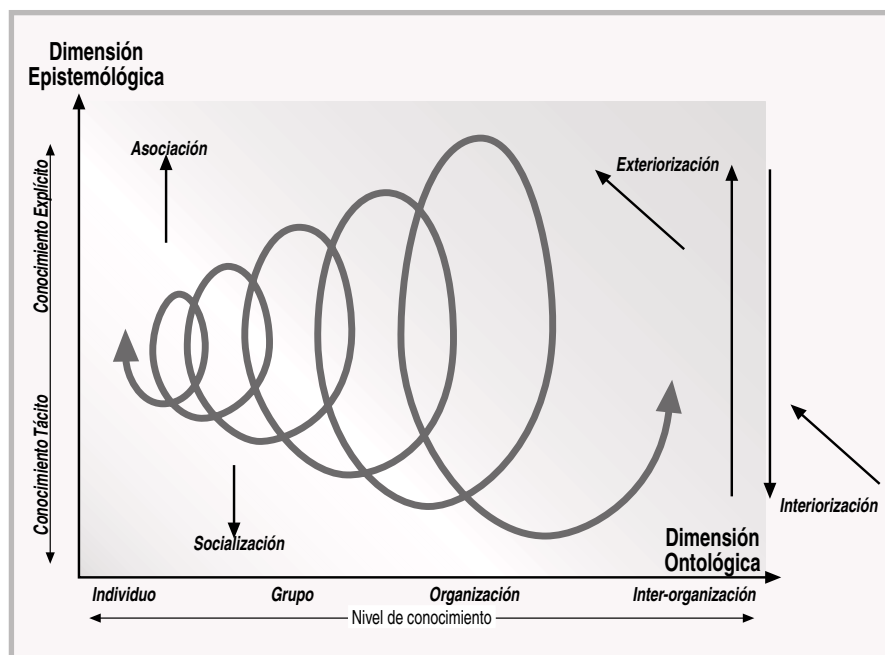 Dimensión
Epistemólógica
Asociación
Exteriorización
Conocimiento Explícito
Conocimiento Tácito
Socialización
Interiorización
Dimensión
Ontológica
Individuo
Grupo
Organización
Inter-organización
Nivel de conocimiento